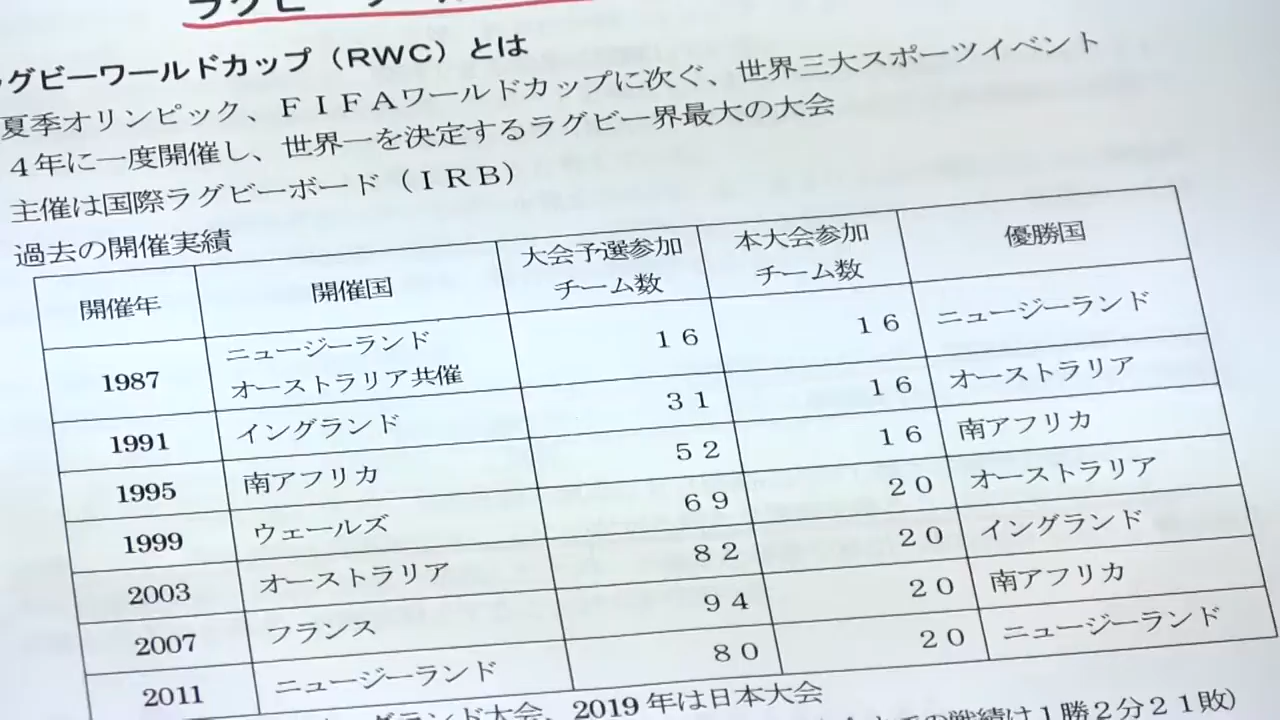 グビーワールドカップ（RWC）とは
夏季オリンピック、ＦＩＦＡワールドカップに次ぐ、世界三大スポーツイベント
４年に一度開催し、世界一を決定するラグビー界最大の大会
主催は国際ラグビーボード（ＩＲＢ）
過去の開催実績
開催年 開催国 大会予選参加チーム数 本大会参加チーム数 優勝国
1987 ニュージーランド オーストラリア共催 １６ １６ ニュージーランド
1991 イングランド ３１ １６ オーストラリア
1995 南アフリカ ５２ １６ 南アフリカ
1999 ウェールズ ６９ ２０ オーストラリア
2003 オーストラリア ８２ ２０ イングランド
2007 フランス ９４ ２０ 南アフリカ
2011 ニュージーランド ８０ ２０ ニュージーランド
グランド大会、2019年は日本大会
の戦績は１勝２分２１敗）